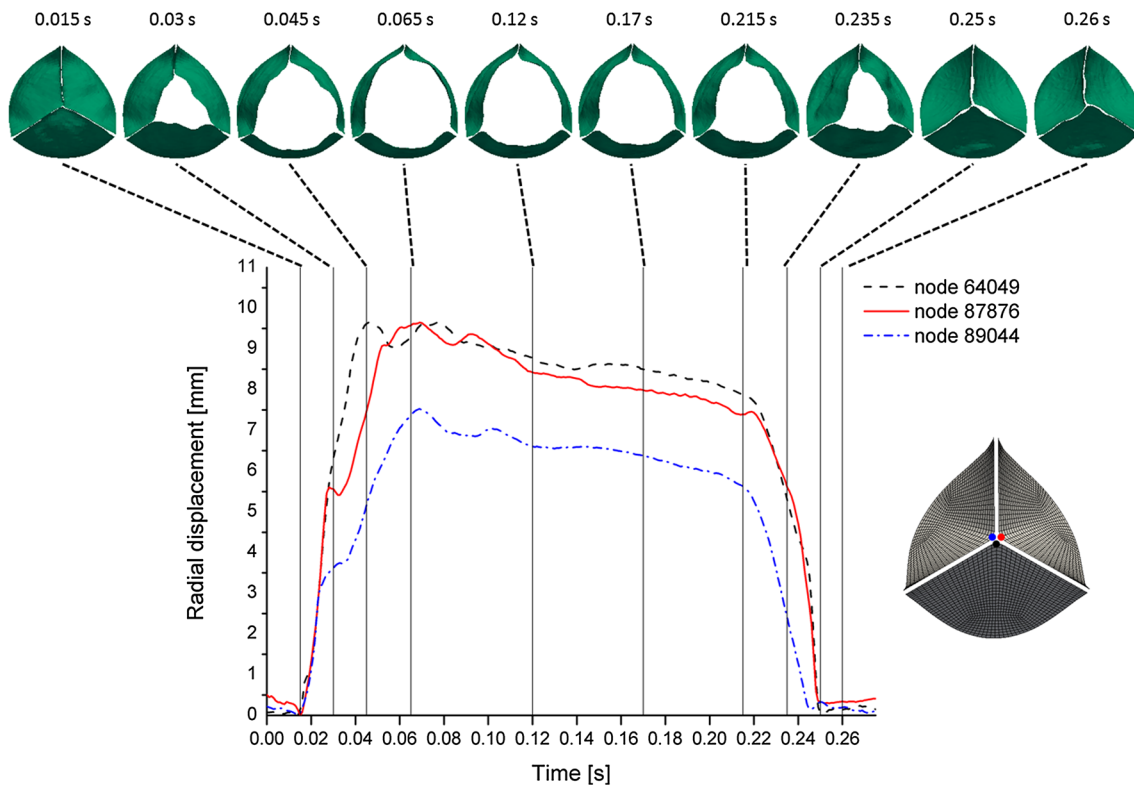 0.015 s 0.03 s 0.045 s 0.065 s 0.12 s 0.17 s 0.215 s 0.235 s 0.25 s 0.26 s
11
10
9
8
7
6
5
4
3
2
1
0
Radial displacement [mm]
node 64049
node 87876
node 89044
0.00 0.02 0.04 0.06 0.08 0.10 0.12 0.14 0.16 0.18 0.20 0.22 0.24 0.26
Time [s]